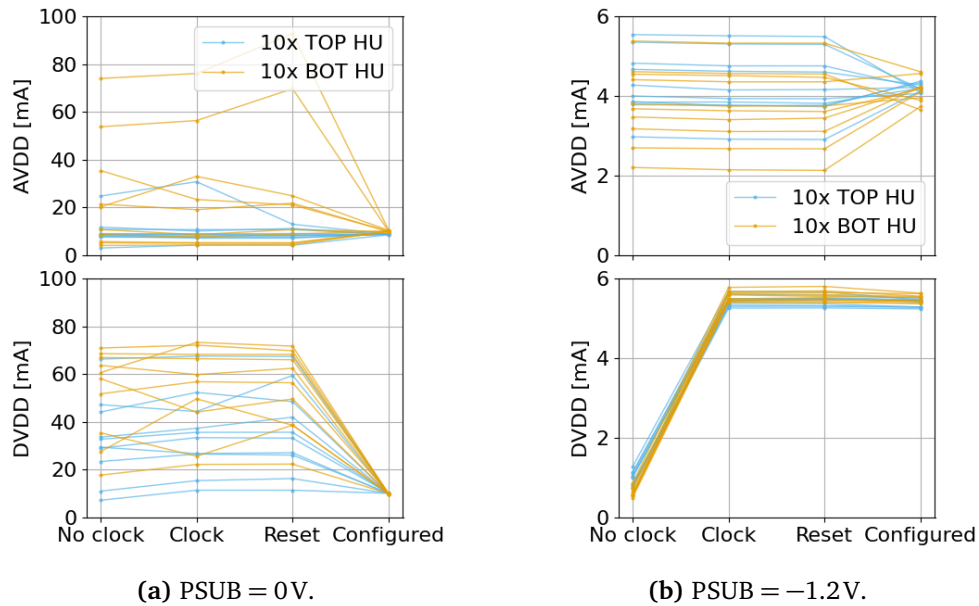 100
80
60
40
20
0
AVDD [mA]
10x TOP HU
10x BOT HU
6
4
2
0
AVDD [mA]
10x TOP HU
10x BOT HU
100
80
60
40
20
0
DVDD [mA]
No clock Clock Reset Configured
6
4
2
0
DVDD [mA]
No clock Clock Reset Configured
(a) PSUB = 0V.
(b) PSUB = −1.2V.